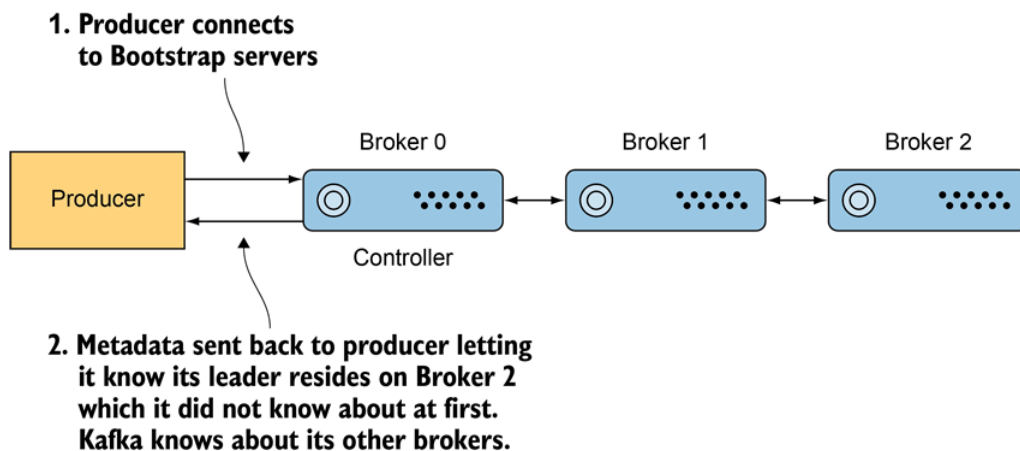 1. Producer connects
to Bootstrap servers
Broker 0
Broker 1
Broker 2
Producer
Controller
2. Metadata sent back to producer letting
it know its leader resides on Broker 2
which it did not know about at first.
Kafka knows about its other brokers.